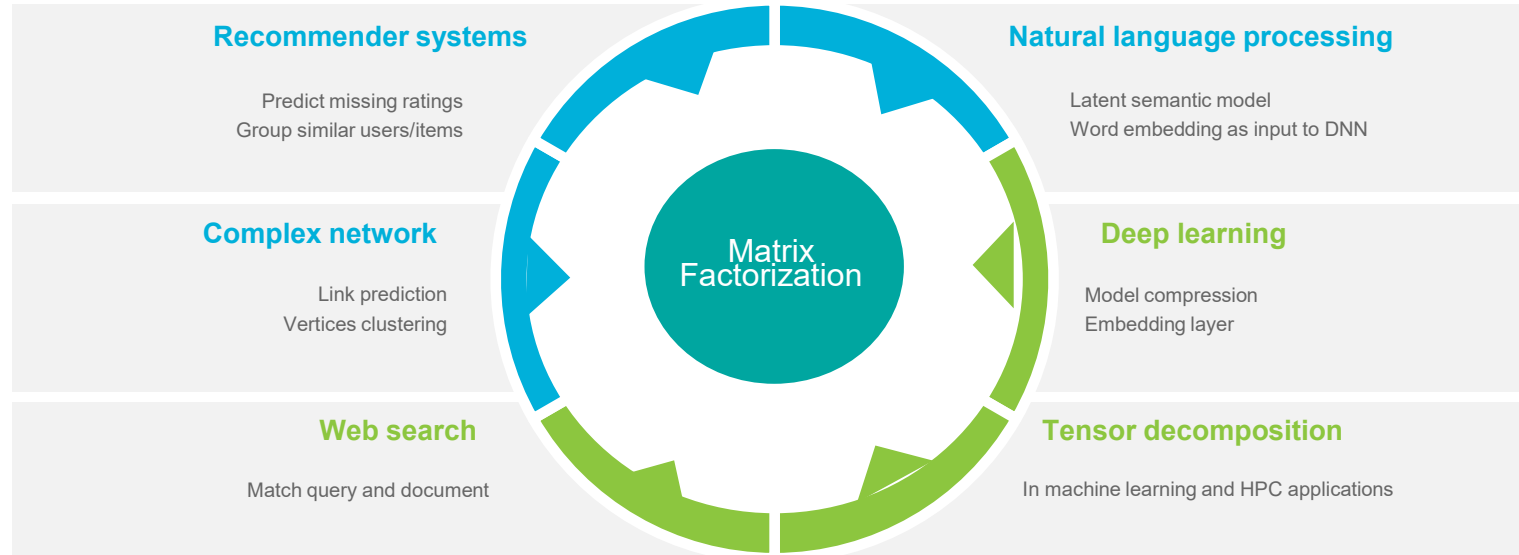 Recommender systems
Predict missing ratings
Group similar users/items
Natural language processing
Latent semantic model
Word embedding as input to DNN
Complex network
Link prediction
Vertices clustering
Matrix
Factorization
Deep learning
Model compression
Embedding layer
Web search
Match query and document
Tensor decomposition
In machine learning and HPC applications